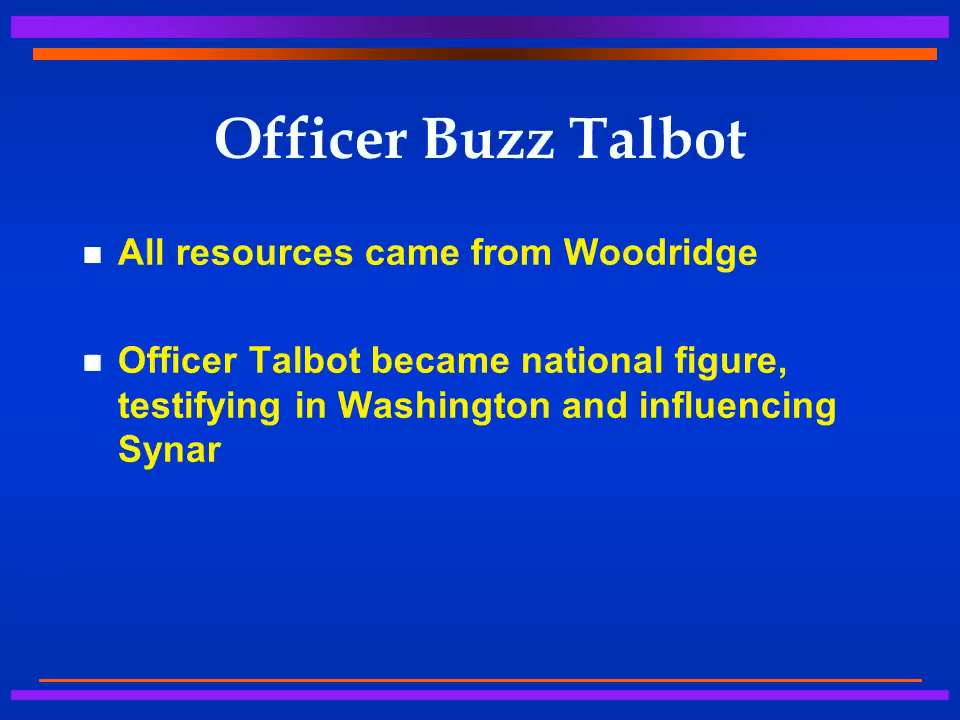 Officer Buzz Talbot
All resources came from Woodridge
Officer Talbot became national figure,
testifying in Washington and influencing
Synar